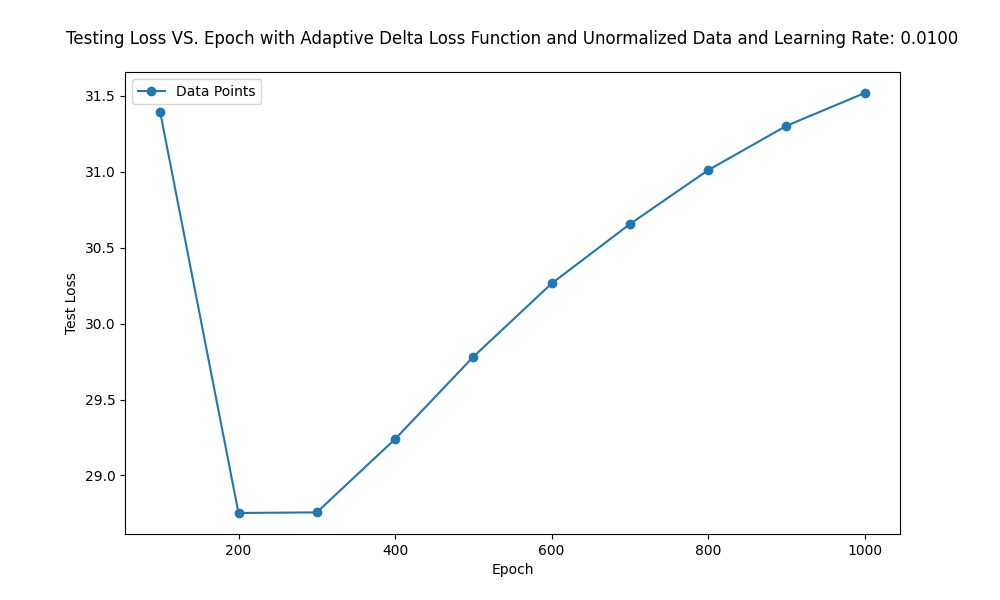 Testing Loss VS. Epoch with Adaptive Delta Loss Function and Unormalized Data and Learning Rate: 0.0100
Data Points
31.5
31.0
30.5
30.0
29.5
29.0
Test Loss
200 400 600 800 1000
Epoch